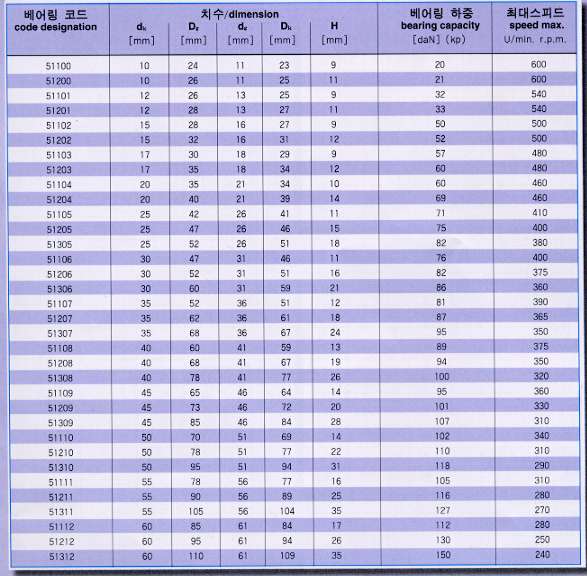 베어링 코드 치수/dimension 베어링 하중 최대스피드
code designation dₖ Dᵣ dᵣ Dₖ H bearing capacity speed max.
[mm] [mm] [mm] [mm] [mm] [daN] (kp) U/min. r.p.m.
51100 10 24 11 23 9 20 600
51200 10 26 11 25 11 21 600
51101 12 26 13 25 9 32 540
51201 12 28 13 27 11 33 540
51102 15 28 16 27 9 50 500
51202 15 32 16 31 12 52 500
51103 17 30 18 29 9 57 480
51203 17 35 18 34 12 60 480
51104 20 35 21 34 10 60 460
51204 20 40 21 39 14 69 460
51105 25 42 26 41 11 71 410
51205 25 47 26 46 15 75 400
51305 25 52 26 51 18 82 380
51106 30 47 31 46 11 76 400
51206 30 52 31 51 16 82 375
51306 30 60 31 59 21 86 360
51107 35 52 36 51 12 81 390
51207 35 62 36 61 18 87 365
51307 35 68 36 67 24 95 350
51108 40 60 41 59 13 89 375
51208 40 68 41 67 19 94 350
51308 40 78 41 77 26 100 320
51109 45 65 46 64 14 95 360
51209 45 73 46 72 20 101 330
51309 45 85 46 84 28 107 310
51110 50 70 51 69 14 102 340
51210 50 78 51 77 22 110 310
51310 50 95 51 94 31 118 290
51111 55 78 56 77 16 105 310
51211 55 90 56 89 25 116 280
51311 55 105 56 104 35 127 270
51112 60 85 61 84 17 112 280
51212 60 95 61 94 26 130 250
51312 60 110 61 109 35 150 240